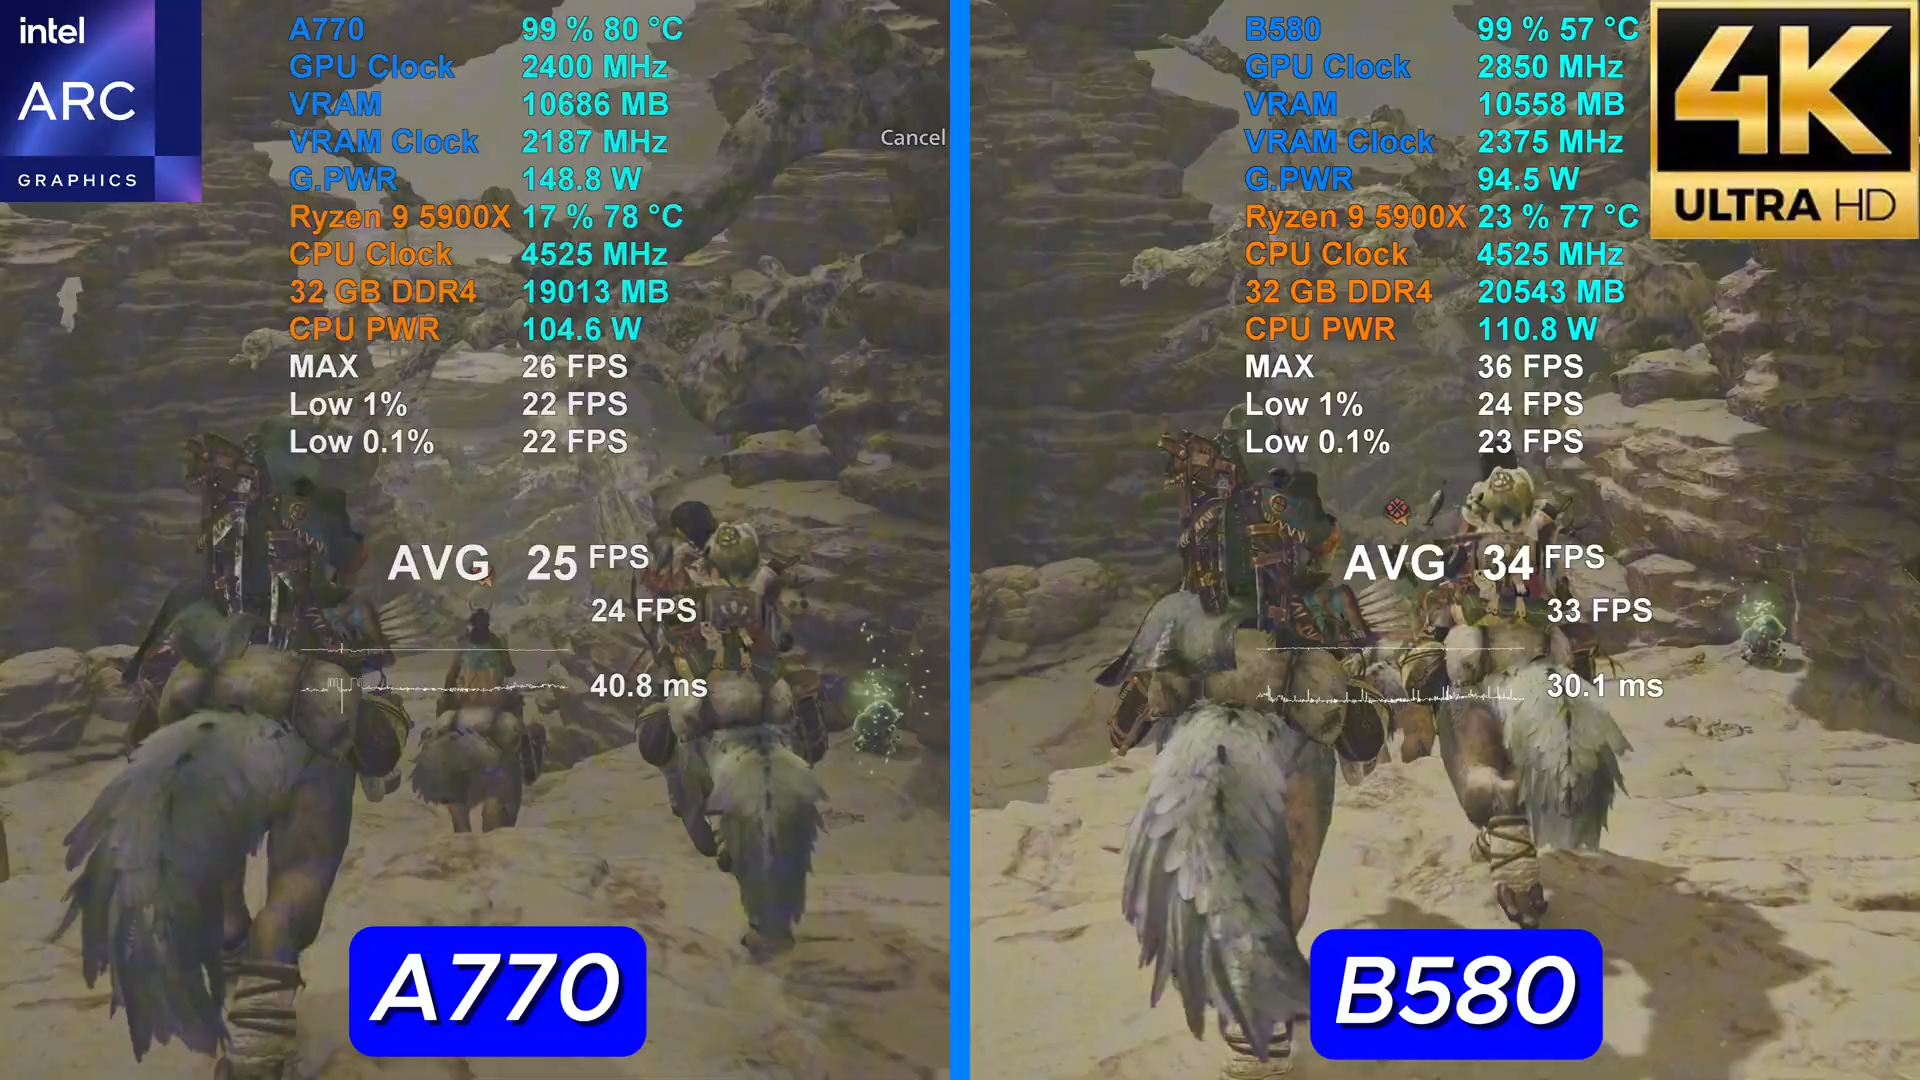 intel
ARC
GRAPHICS
A770 99 % 80 °C
GPU Clock 2400 MHz
VRAM 10686 MB
VRAM Clock 2187 MHz
G.PWR 148.8 W
Ryzen 9 5900X 17 % 78 °C
CPU Clock 4525 MHz
32 GB DDR4 19013 MB
CPU PWR 104.6 W
MAX 26 FPS
Low 1% 22 FPS
Low 0.1% 22 FPS
AVG 25 FPS
24 FPS
40.8 ms
Cancel
A770
B580 99 % 57 °C
GPU Clock 2850 MHz
VRAM 10558 MB
VRAM Clock 2375 MHz
G.PWR 94.5 W
Ryzen 9 5900X 23 % 77 °C
CPU Clock 4525 MHz
32 GB DDR4 20543 MB
CPU PWR 110.8 W
MAX 36 FPS
Low 1% 24 FPS
Low 0.1% 23 FPS
AVG 34 FPS
33 FPS
30.1 ms
B580
4K
ULTRA HD